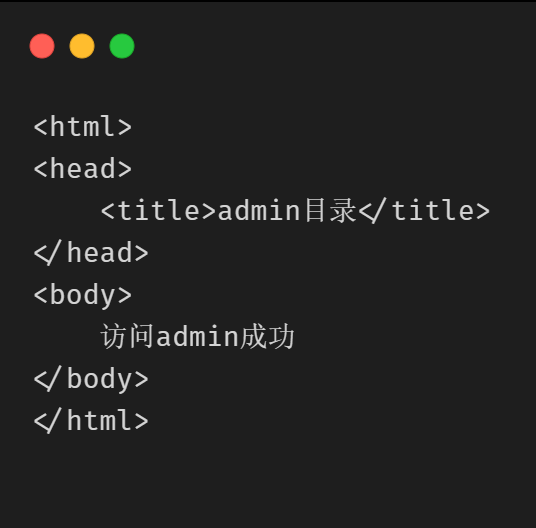 <html>
<head>
    <title>admin目录</title>
</head>
<body>
    访问admin成功
</body>
</html>